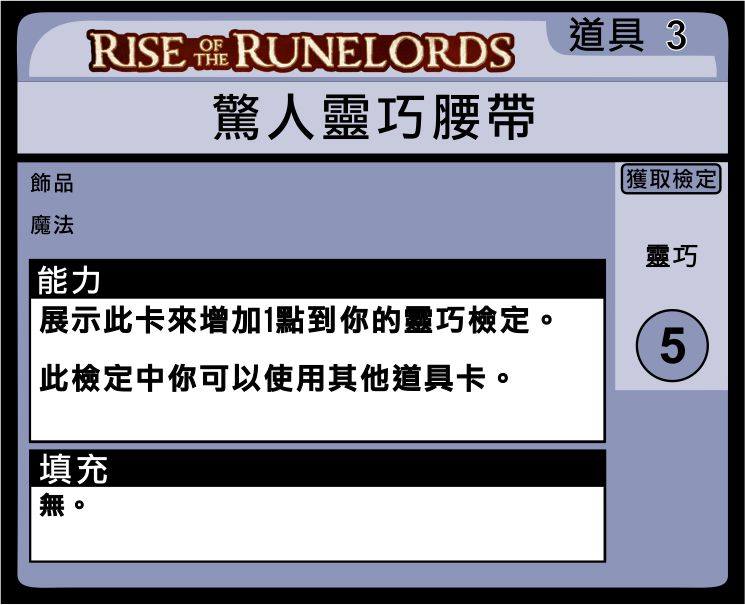 RISE OF THE RUNELORDS
道具 3
驚人靈巧腰帶
飾品
魔法
獲取檢定
靈巧
5
能力
展示此卡來增加1點到你的靈巧檢定。
此檢定中你可以使用其他道具卡。
填充
無。